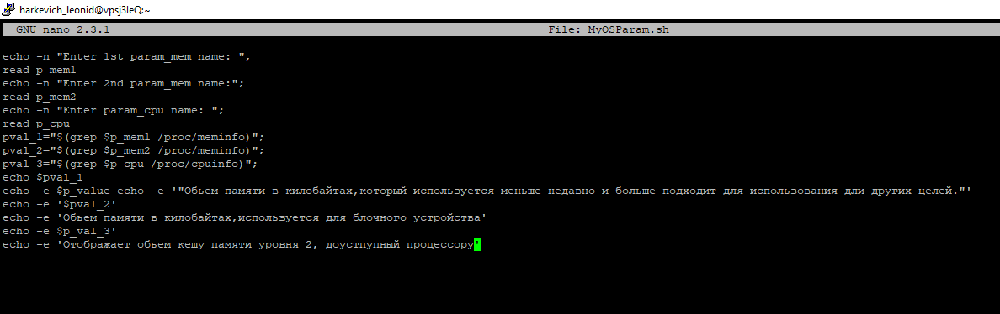 harkevich_leonid@vpsj3leQ:~
GNU nano 2.3.1 File: MyOSParam.sh
echo -n "Enter 1st param_mem name: ",
read p_mem1
echo -n "Enter 2nd param_mem name:";
read p_mem2
echo -n "Enter param_cpu name: ";
read p_cpu
pval_1="$(grep $p_mem1 /proc/meminfo)";
pval_2="$(grep $p_mem2 /proc/meminfo)";
pval_3="$(grep $p_cpu /proc/cpuinfo)";
echo $pval_1
echo -e $p_value echo -e '"Обьем памяти в килобайтах,который используется меньше недавно и больше подходит для использования дли других целей."'
echo -e '$pval_2'
echo -e 'Обьем памяти в килобайтах,используется для блочного устройства'
echo -e $p_val_3'
echo -e 'Отображает обьем кешу памяти уровня 2, доустпупный процессору'